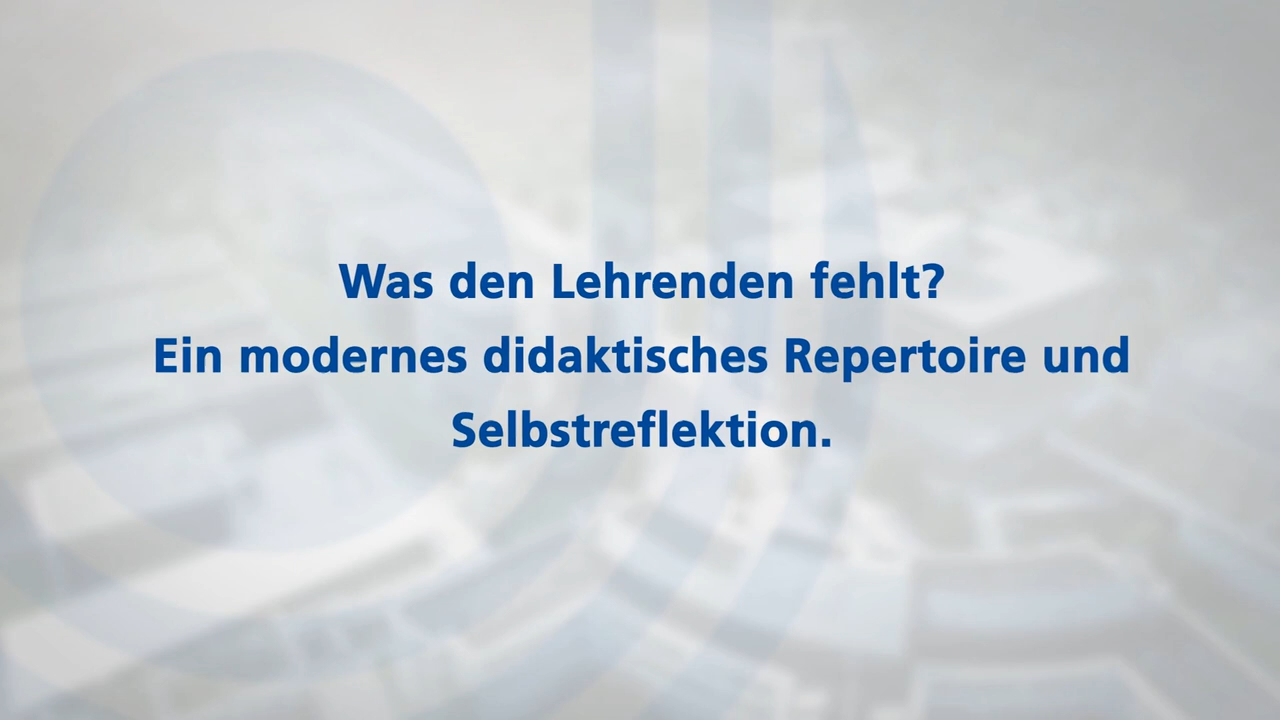 Was den Lehrenden fehlt?
Ein modernes didaktisches Repertoire und
Selbstreflektion.